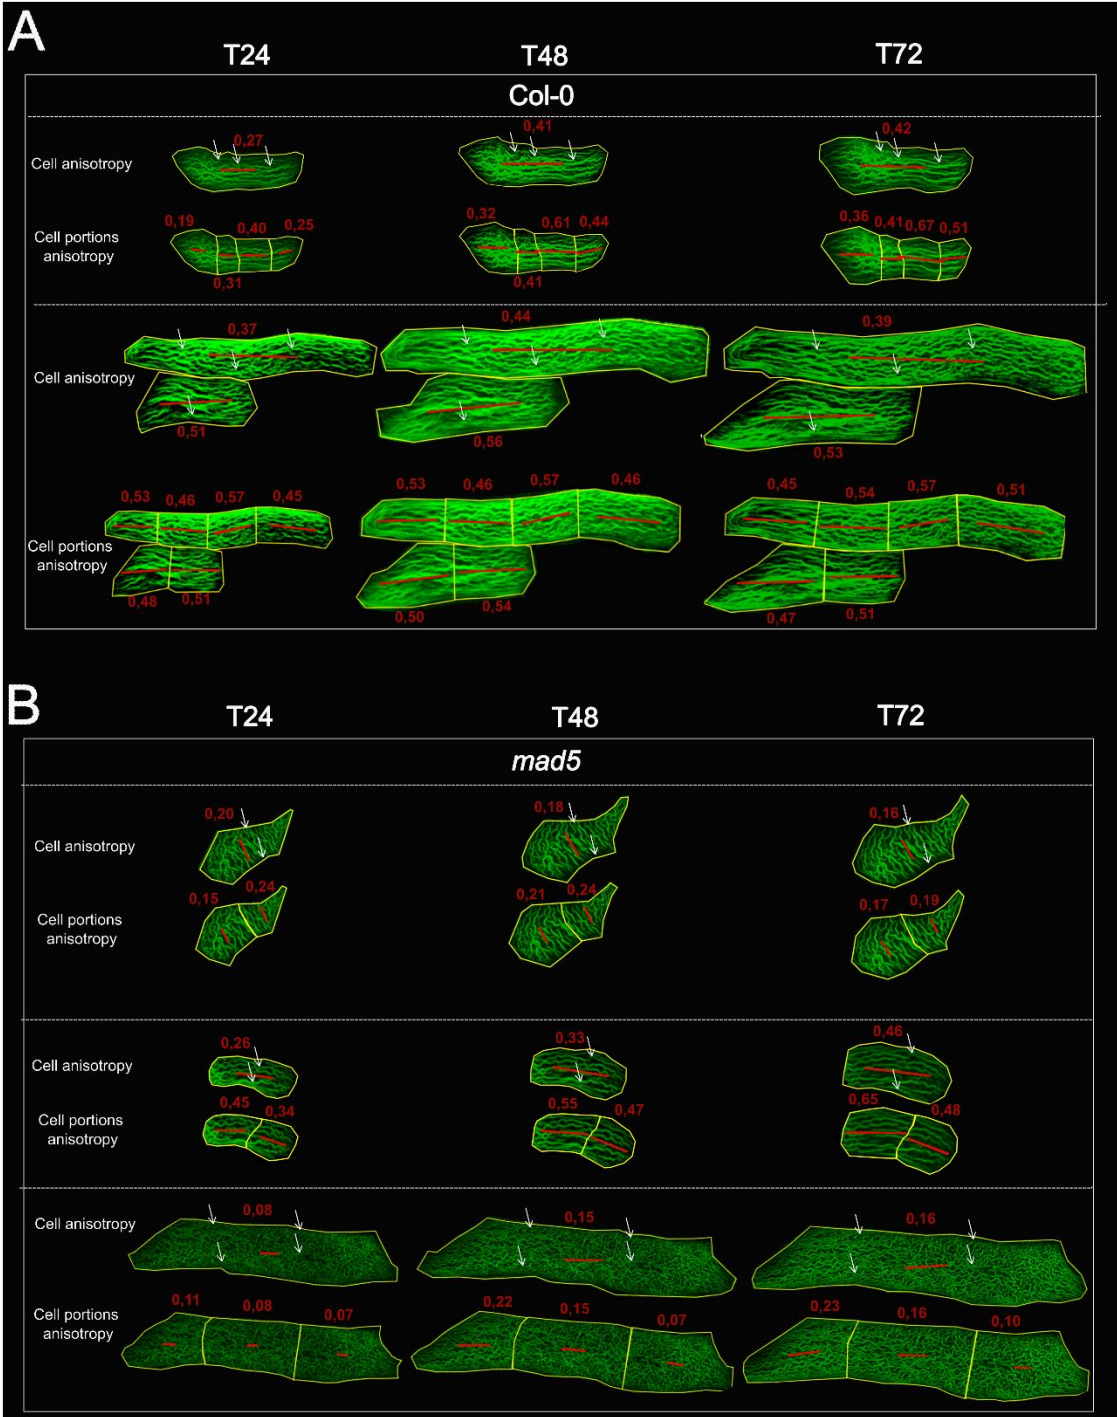 A
T24 T48 T72
Col-0
0,27 0,41 0,42
Cell anisotropy
0,19 0,40 0,25 0,32 0,61 0,44 0,36 0,41 0,67 0,51
Cell portions
anisotropy
0,31 0,41
0,37 0,44 0,39
Cell anisotropy
0,51 0,56 0,53
0,53 0,46 0,57 0,45 0,53 0,46 0,57 0,46 0,45 0,54 0,57 0,51
Cell portions
anisotropy
0,48 0,51 0,50 0,54 0,47 0,51
B
T24 T48 T72
mad5
0,20 0,18 0,16
Cell anisotropy
0,15 0,24 0,21 0,24 0,17 0,19
Cell portions
anisotropy
0,26 0,33 0,46
Cell anisotropy
0,45 0,34 0,55 0,47 0,65 0,48
Cell portions
anisotropy
0,08 0,15 0,16
Cell anisotropy
0,11 0,08 0,07 0,22 0,15 0,07 0,23 0,16 0,10
Cell portions
anisotropy